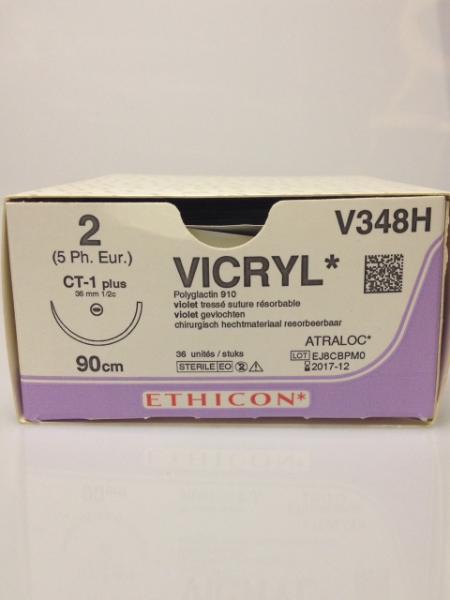 2
(5 Ph. Eur.)
CT-1 plus
36 mm 1/2c
90cm
V348H
VICRYL*
Polyglactin 910
violet tressé suture résorbable
violet gevlochten
chirurgisch hechtmateriaal resorbeerbaar
ATRALOC*
36 unités / stuks
STERILE EO
LOT EJ8CBPM0
2017-12
ETHICON*